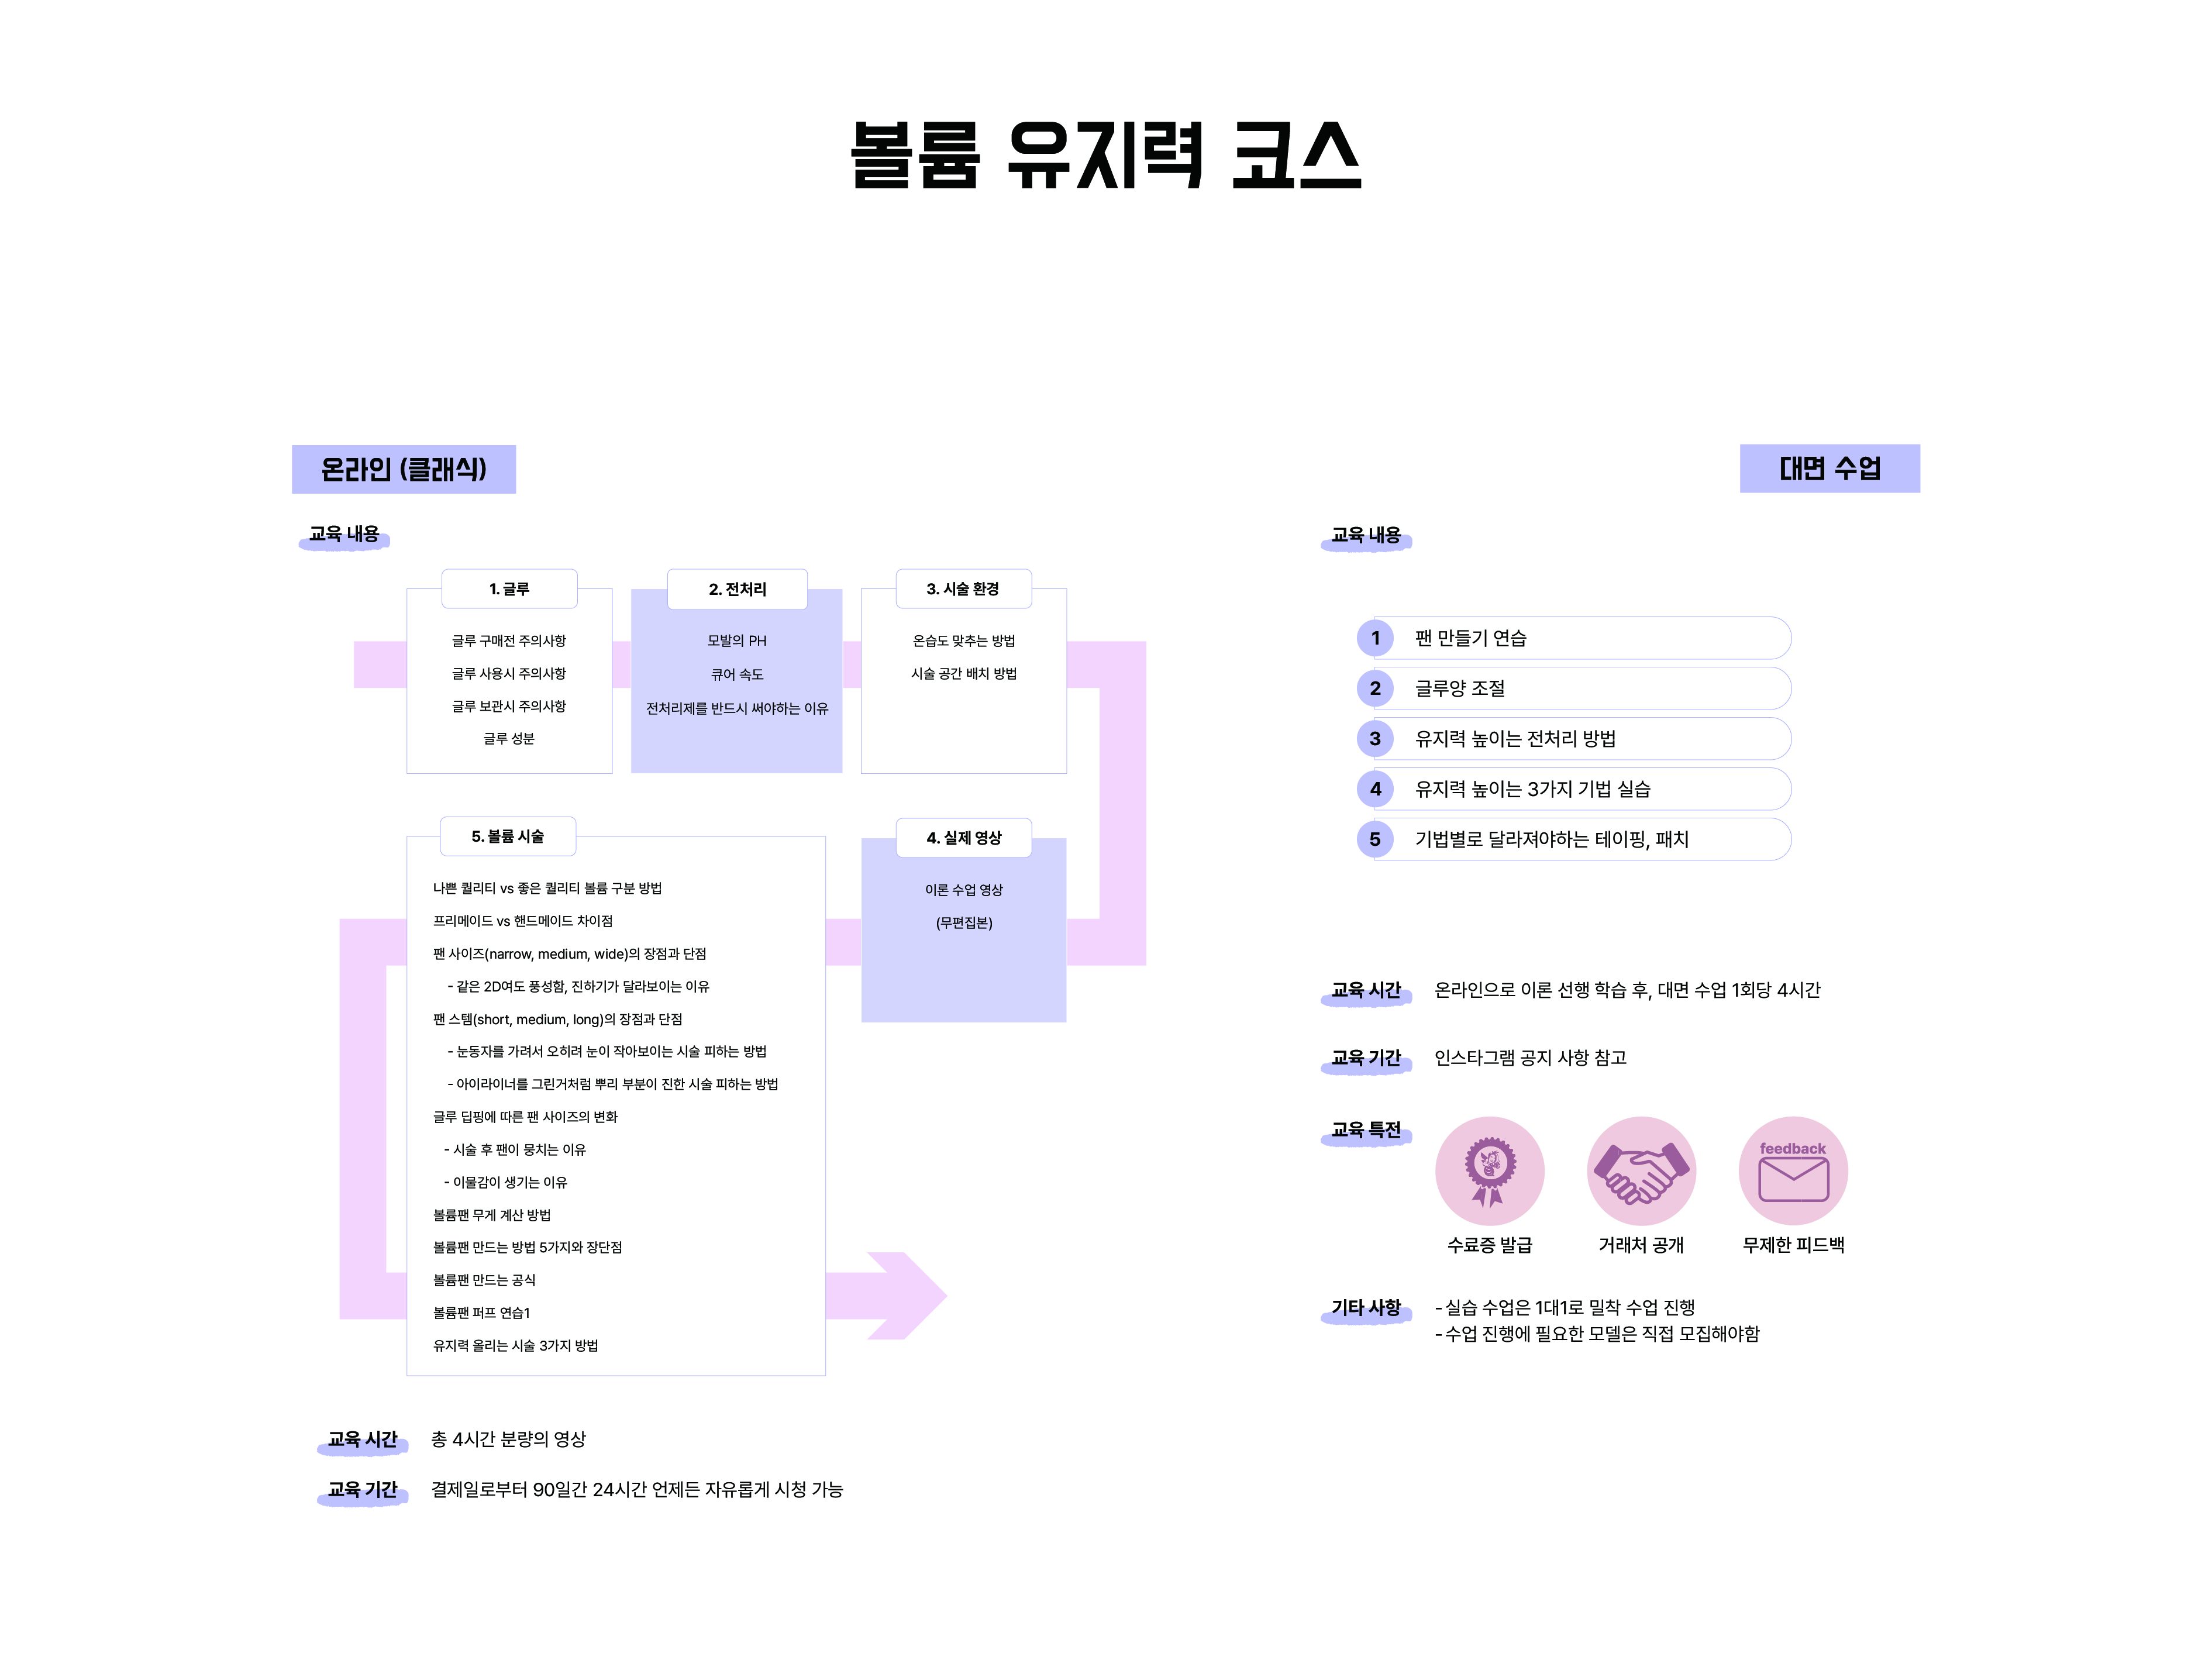 볼륨 유지력 코스
온라인 (클래식)
교육 내용
1. 글루
글루 구매전 주의사항
글루 사용시 주의사항
글루 보관시 주의사항
글루 성분
2. 전처리
모발의 PH
큐어 속도
전처리제를 반드시 써야하는 이유
3. 시술 환경
온습도 맞추는 방법
시술 공간 배치 방법
4. 실제 영상
이론 수업 영상
(무편집본)
5. 볼륨 시술
나쁜 퀄리티 vs 좋은 퀄리티 볼륨 구분 방법
프리메이드 vs 핸드메이드 차이점
팬 사이즈(narrow, medium, wide)의 장점과 단점
- 같은 2D여도 풍성함, 진하기가 달라보이는 이유
팬 스템(short, medium, long)의 장점과 단점
- 눈동자를 가려서 오히려 눈이 작아보이는 시술 피하는 방법
- 아이라이너를 그린거처럼 뿌리 부분이 진한 시술 피하는 방법
글루 딥핑에 따른 팬 사이즈의 변화
- 시술 후 팬이 뭉치는 이유
- 이물감이 생기는 이유
볼륨팬 무게 계산 방법
볼륨팬 만드는 방법 5가지와 장단점
볼륨팬 만드는 공식
볼륨팬 퍼프 연습1
유지력 올리는 시술 3가지 방법
교육 시간 총 4시간 분량의 영상
교육 기간 결제일로부터 90일간 24시간 언제든 자유롭게 시청 가능
대면 수업
교육 내용
1 팬 만들기 연습
2 글루양 조절
3 유지력 높이는 전처리 방법
4 유지력 높이는 3가지 기법 실습
5 기법별로 달라져야하는 테이핑, 패치
교육 시간 온라인으로 이론 선행 학습 후, 대면 수업 1회당 4시간
교육 기간 인스타그램 공지 사항 참고
교육 특전
feedback
수료증 발급 거래처 공개 무제한 피드백
기타 사항 - 실습 수업은 1대1로 밀착 수업 진행
- 수업 진행에 필요한 모델은 직접 모집해야함